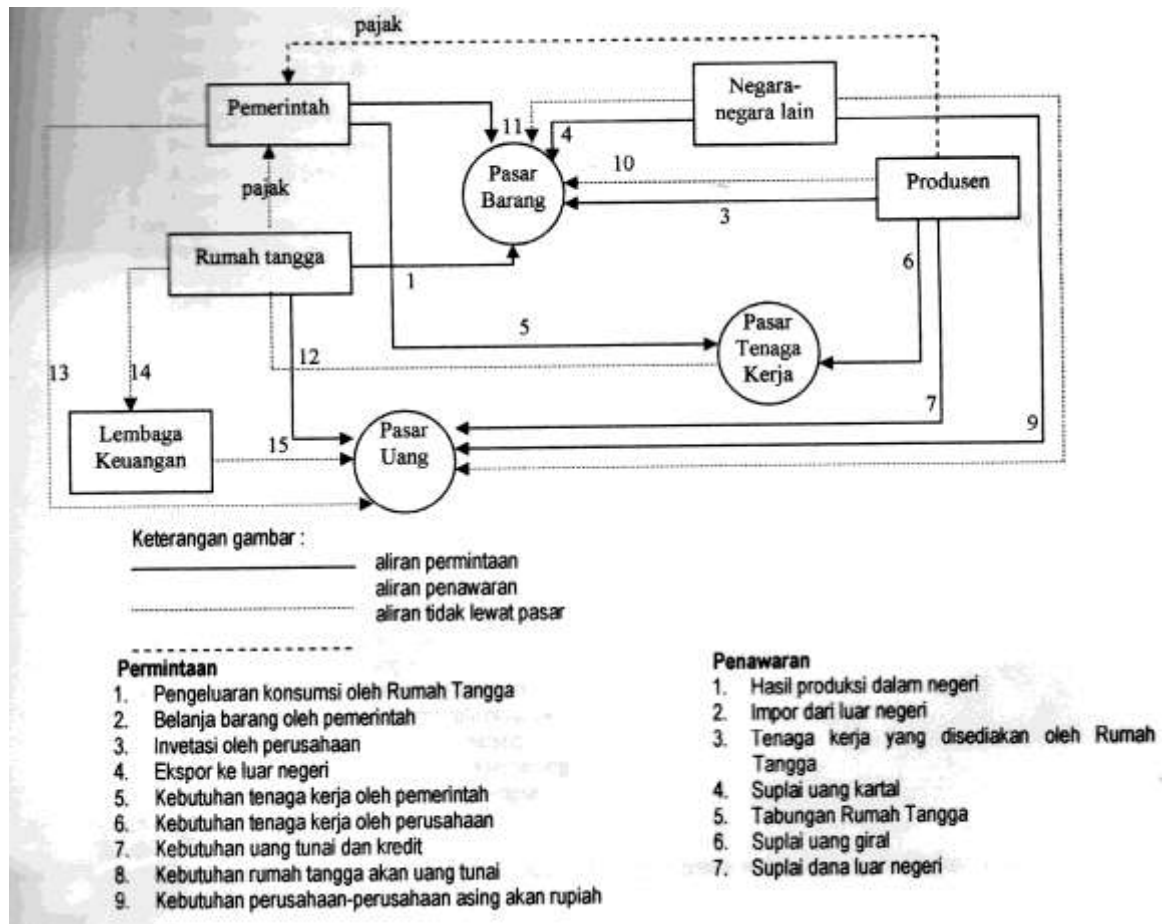 pajak
Pemerintah
Negara-
negara lain
11
4
Pasar
Barang
10
Produsen
3
pajak
Rumah tangga
1
6
5
Pasar
Tenaga
Kerja
12
13
14
7
9
Lembaga
Keuangan
15
Pasar
Uang
Keterangan gambar :
aliran permintaan
aliran penawaran
aliran tidak lewat pasar
Permintaan
1. Pengeluaran konsumsi oleh Rumah Tangga
2. Belanja barang oleh pemerintah
3. Invetasi oleh perusahaan
4. Ekspor ke luar negeri
5. Kebutuhan tenaga kerja oleh pemerintah
6. Kebutuhan tenaga kerja oleh perusahaan
7. Kebutuhan uang tunai dan kredit
8. Kebutuhan rumah tangga akan uang tunai
9. Kebutuhan perusahaan-perusahaan asing akan rupiah
Penawaran
1. Hasil produksi dalam negeri
2. Impor dari luar negeri
3. Tenaga kerja yang disediakan oleh Rumah
Tangga
4. Suplai uang kartal
5. Tabungan Rumah Tangga
6. Suplai uang giral
7. Suplai dana luar negeri